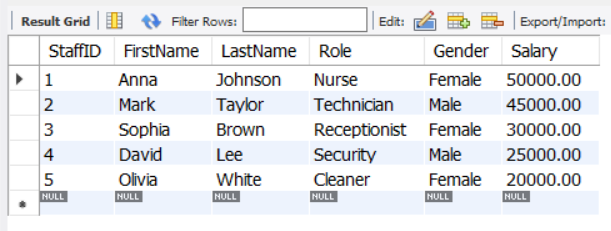 Result Grid Filter Rows: Edit: Export/Import:
StaffID FirstName LastName Role Gender Salary
1 Anna Johnson Nurse Female 50000.00
2 Mark Taylor Technician Male 45000.00
3 Sophia Brown Receptionist Female 30000.00
4 David Lee Security Male 25000.00
5 Olivia White Cleaner Female 20000.00
NULL NULL NULL NULL NULL NULL